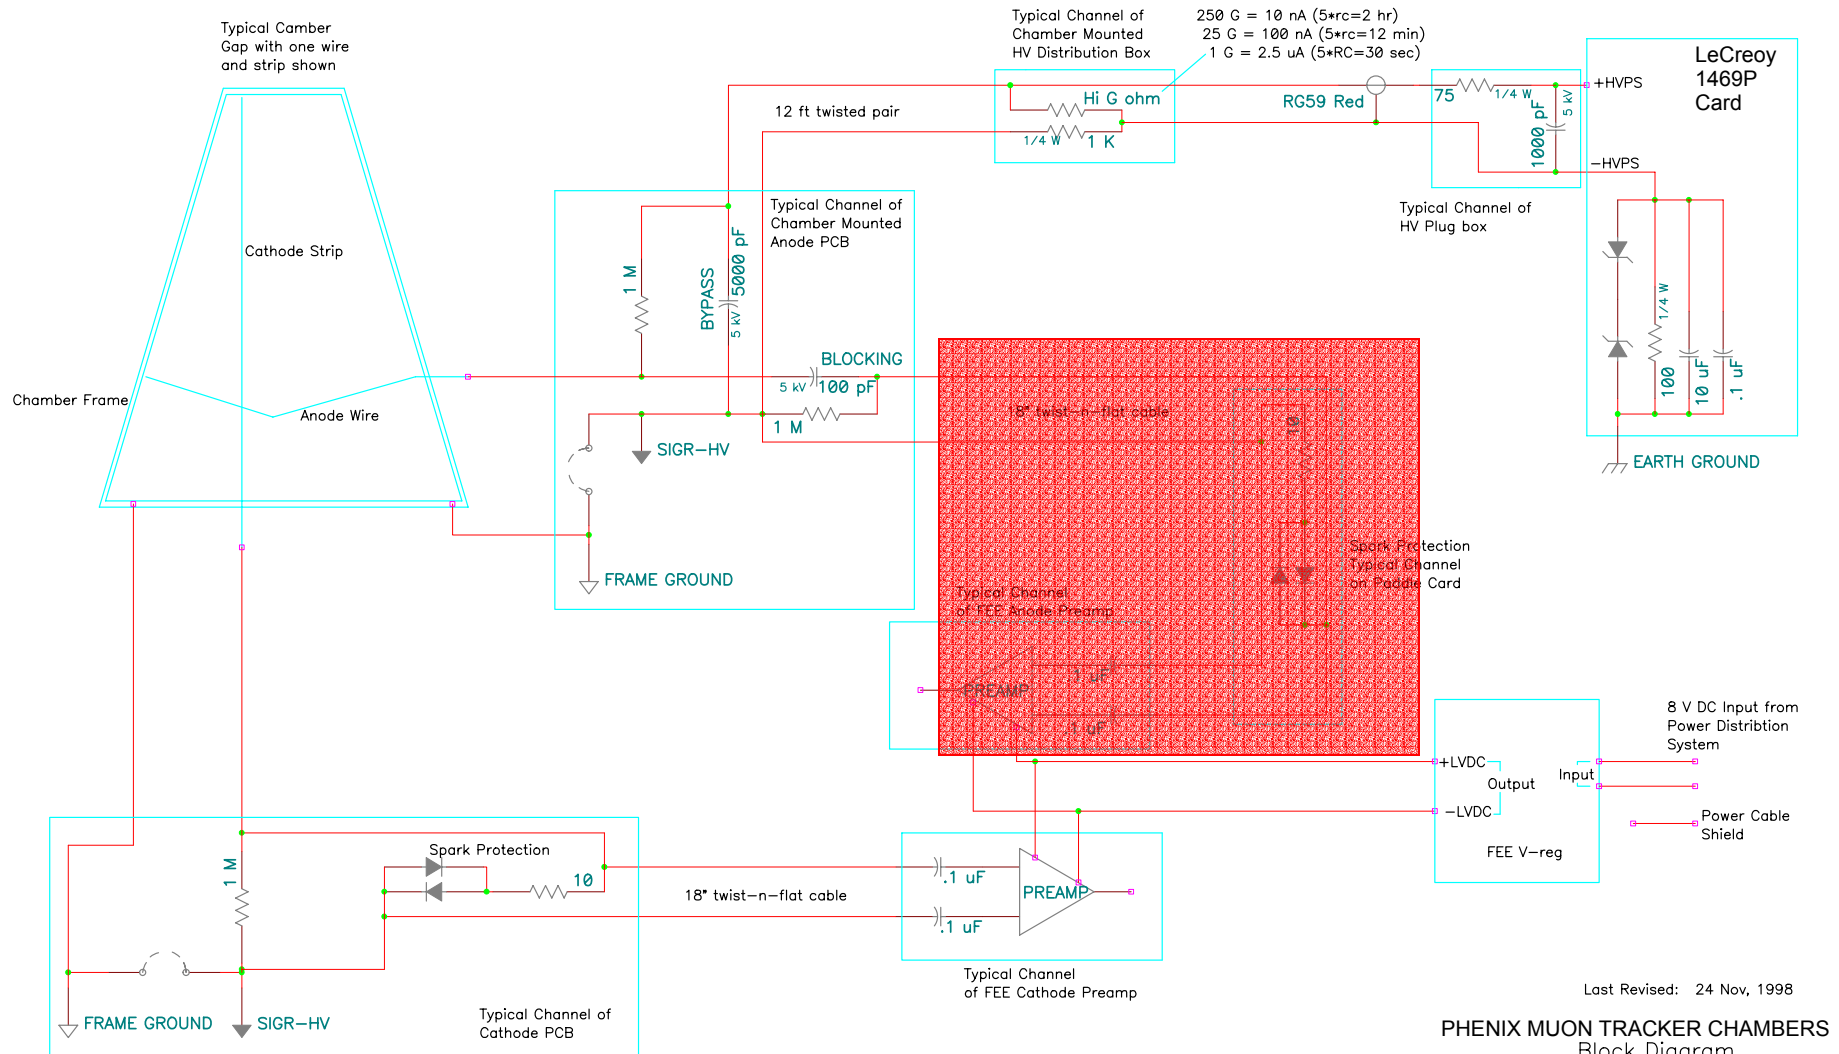 Typical Camber
Gap with one wire
and strip shown
Typical Channel of
Chamber Mounted
HV Distribution Box
250 G = 10 nA (5*rc=2 hr)
25 G = 100 nA (5*rc=12 min)
1 G = 2.5 uA (5*RC=30 sec)
LeCreoy
1469P
Card
12 ft twisted pair
Hi G ohm
1/4 W
1 K
RG59 Red
75
1/4 W
1000 pF
5 kV
+HVPS
-HVPS
Typical Channel of
HV Plug box
1/4 W
100
10 uF
.1 uF
EARTH GROUND
Typical Channel of
Chamber Mounted
Anode PCB
1 M
BYPASS
5000 pF
5 kV
BLOCKING
5 kV
100 pF
1 M
SIGR-HV
FRAME GROUND
Cathode Strip
Chamber Frame
Anode Wire
18" twist-n-flat cable
10
Spark Protection
Typical Channel
on Paddle Card
Typical Channel
of FEE Anode Preamp
PREAMP
.1 uF
.1 uF
8 V DC Input from
Power Distribtion
System
+LVDC
Output
Input
-LVDC
Power Cable
Shield
FEE V-reg
1 M
Spark Protection
10
18" twist-n-flat cable
.1 uF
.1 uF
PREAMP
Typical Channel
of FEE Cathode Preamp
FRAME GROUND
SIGR-HV
Typical Channel of
Cathode PCB
Last Revised: 24 Nov, 1998
PHENIX MUON TRACKER CHAMBERS
Block Diagram